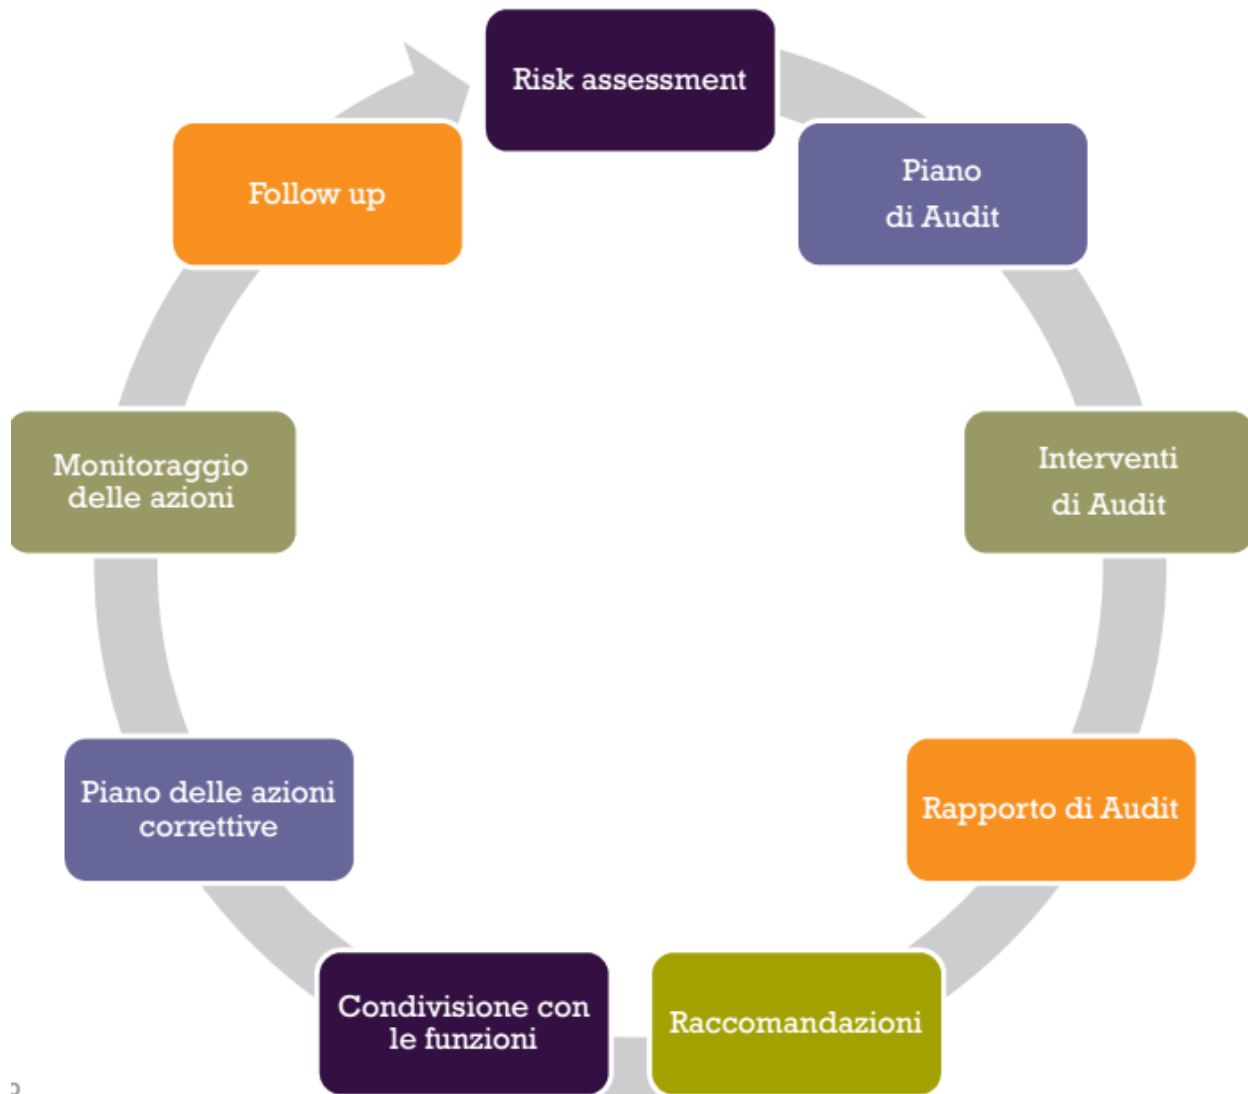 Risk assessment
Piano
di Audit
Interventi
di Audit
Rapporto di Audit
Raccomandazioni
Condivisione con
le funzioni
Piano delle azioni
correttive
Monitoraggio
delle azioni
Follow up